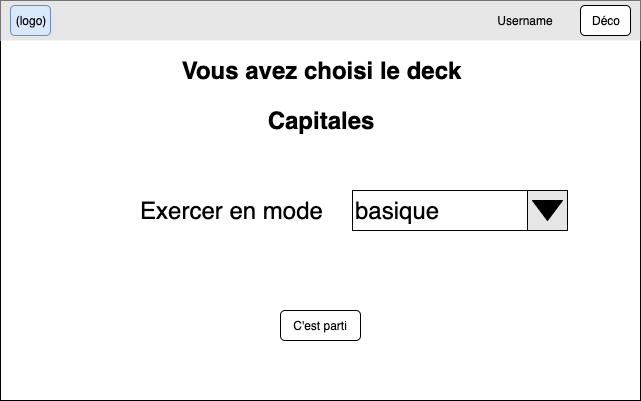 (logo) Username Déco
Vous avez choisi le deck
Capitales
Exercer en mode basique
C'est parti